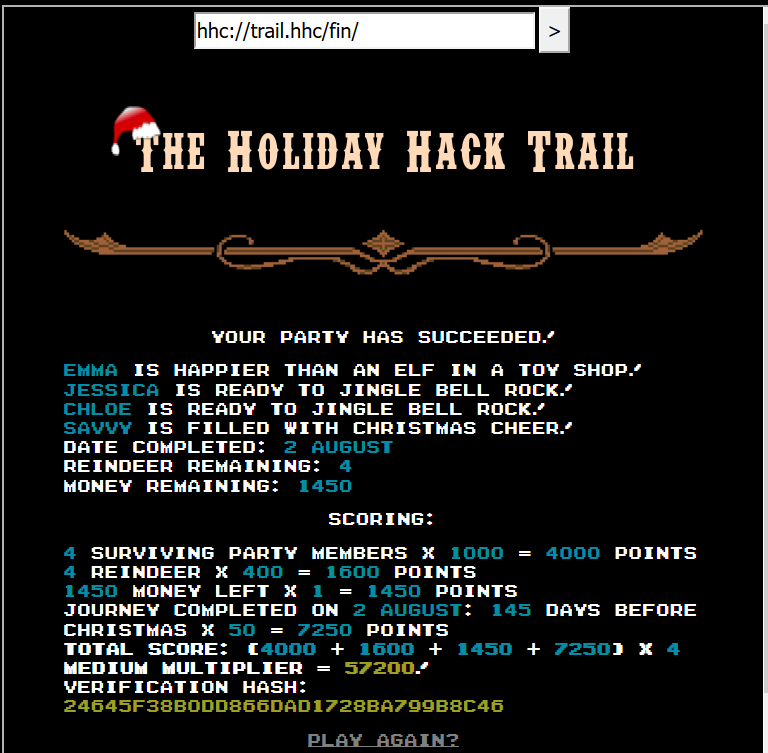 hhc://trail.hhc/fin/ >
THE HOLIDAY HACK TRAIL
YOUR PARTY HAS SUCCEEDED!
EMMA IS HAPPIER THAN AN ELF IN A TOY SHOP!
JESSICA IS READY TO JINGLE BELL ROCK!
CHLOE IS READY TO JINGLE BELL ROCK!
SAVVY IS FILLED WITH CHRISTMAS CHEER!
DATE COMPLETED: 2 AUGUST
REINDEER REMAINING: 4
MONEY REMAINING: 1450
SCORING:
4 SURVIVING PARTY MEMBERS X 1000 = 4000 POINTS
4 REINDEER X 400 = 1600 POINTS
1450 MONEY LEFT X 1 = 1450 POINTS
JOURNEY COMPLETED ON 2 AUGUST: 145 DAYS BEFORE
CHRISTMAS X 50 = 7250 POINTS
TOTAL SCORE: (4000 + 1600 + 1450 + 7250) X 4
MEDIUM MULTIPLIER = 57200!
VERIFICATION HASH:
24645F38B0DD866DAD1728BA799B8C46
PLAY AGAIN?